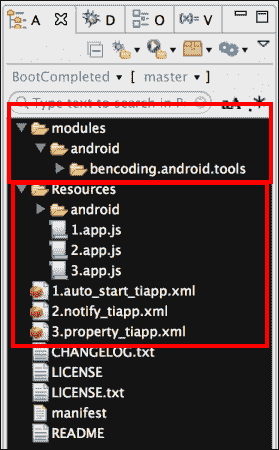 A D O V
BootCompleted [ master ]
Type text to search in P aA .*
modules
android
bencoding.android.tools
Resources
android
1.app.js
2.app.js
3.app.js
1.auto_start_tiapp.xml
2.notify_tiapp.xml
3.property_tiapp.xml
CHANGELOG.txt
LICENSE
LICENSE.txt
manifest
README